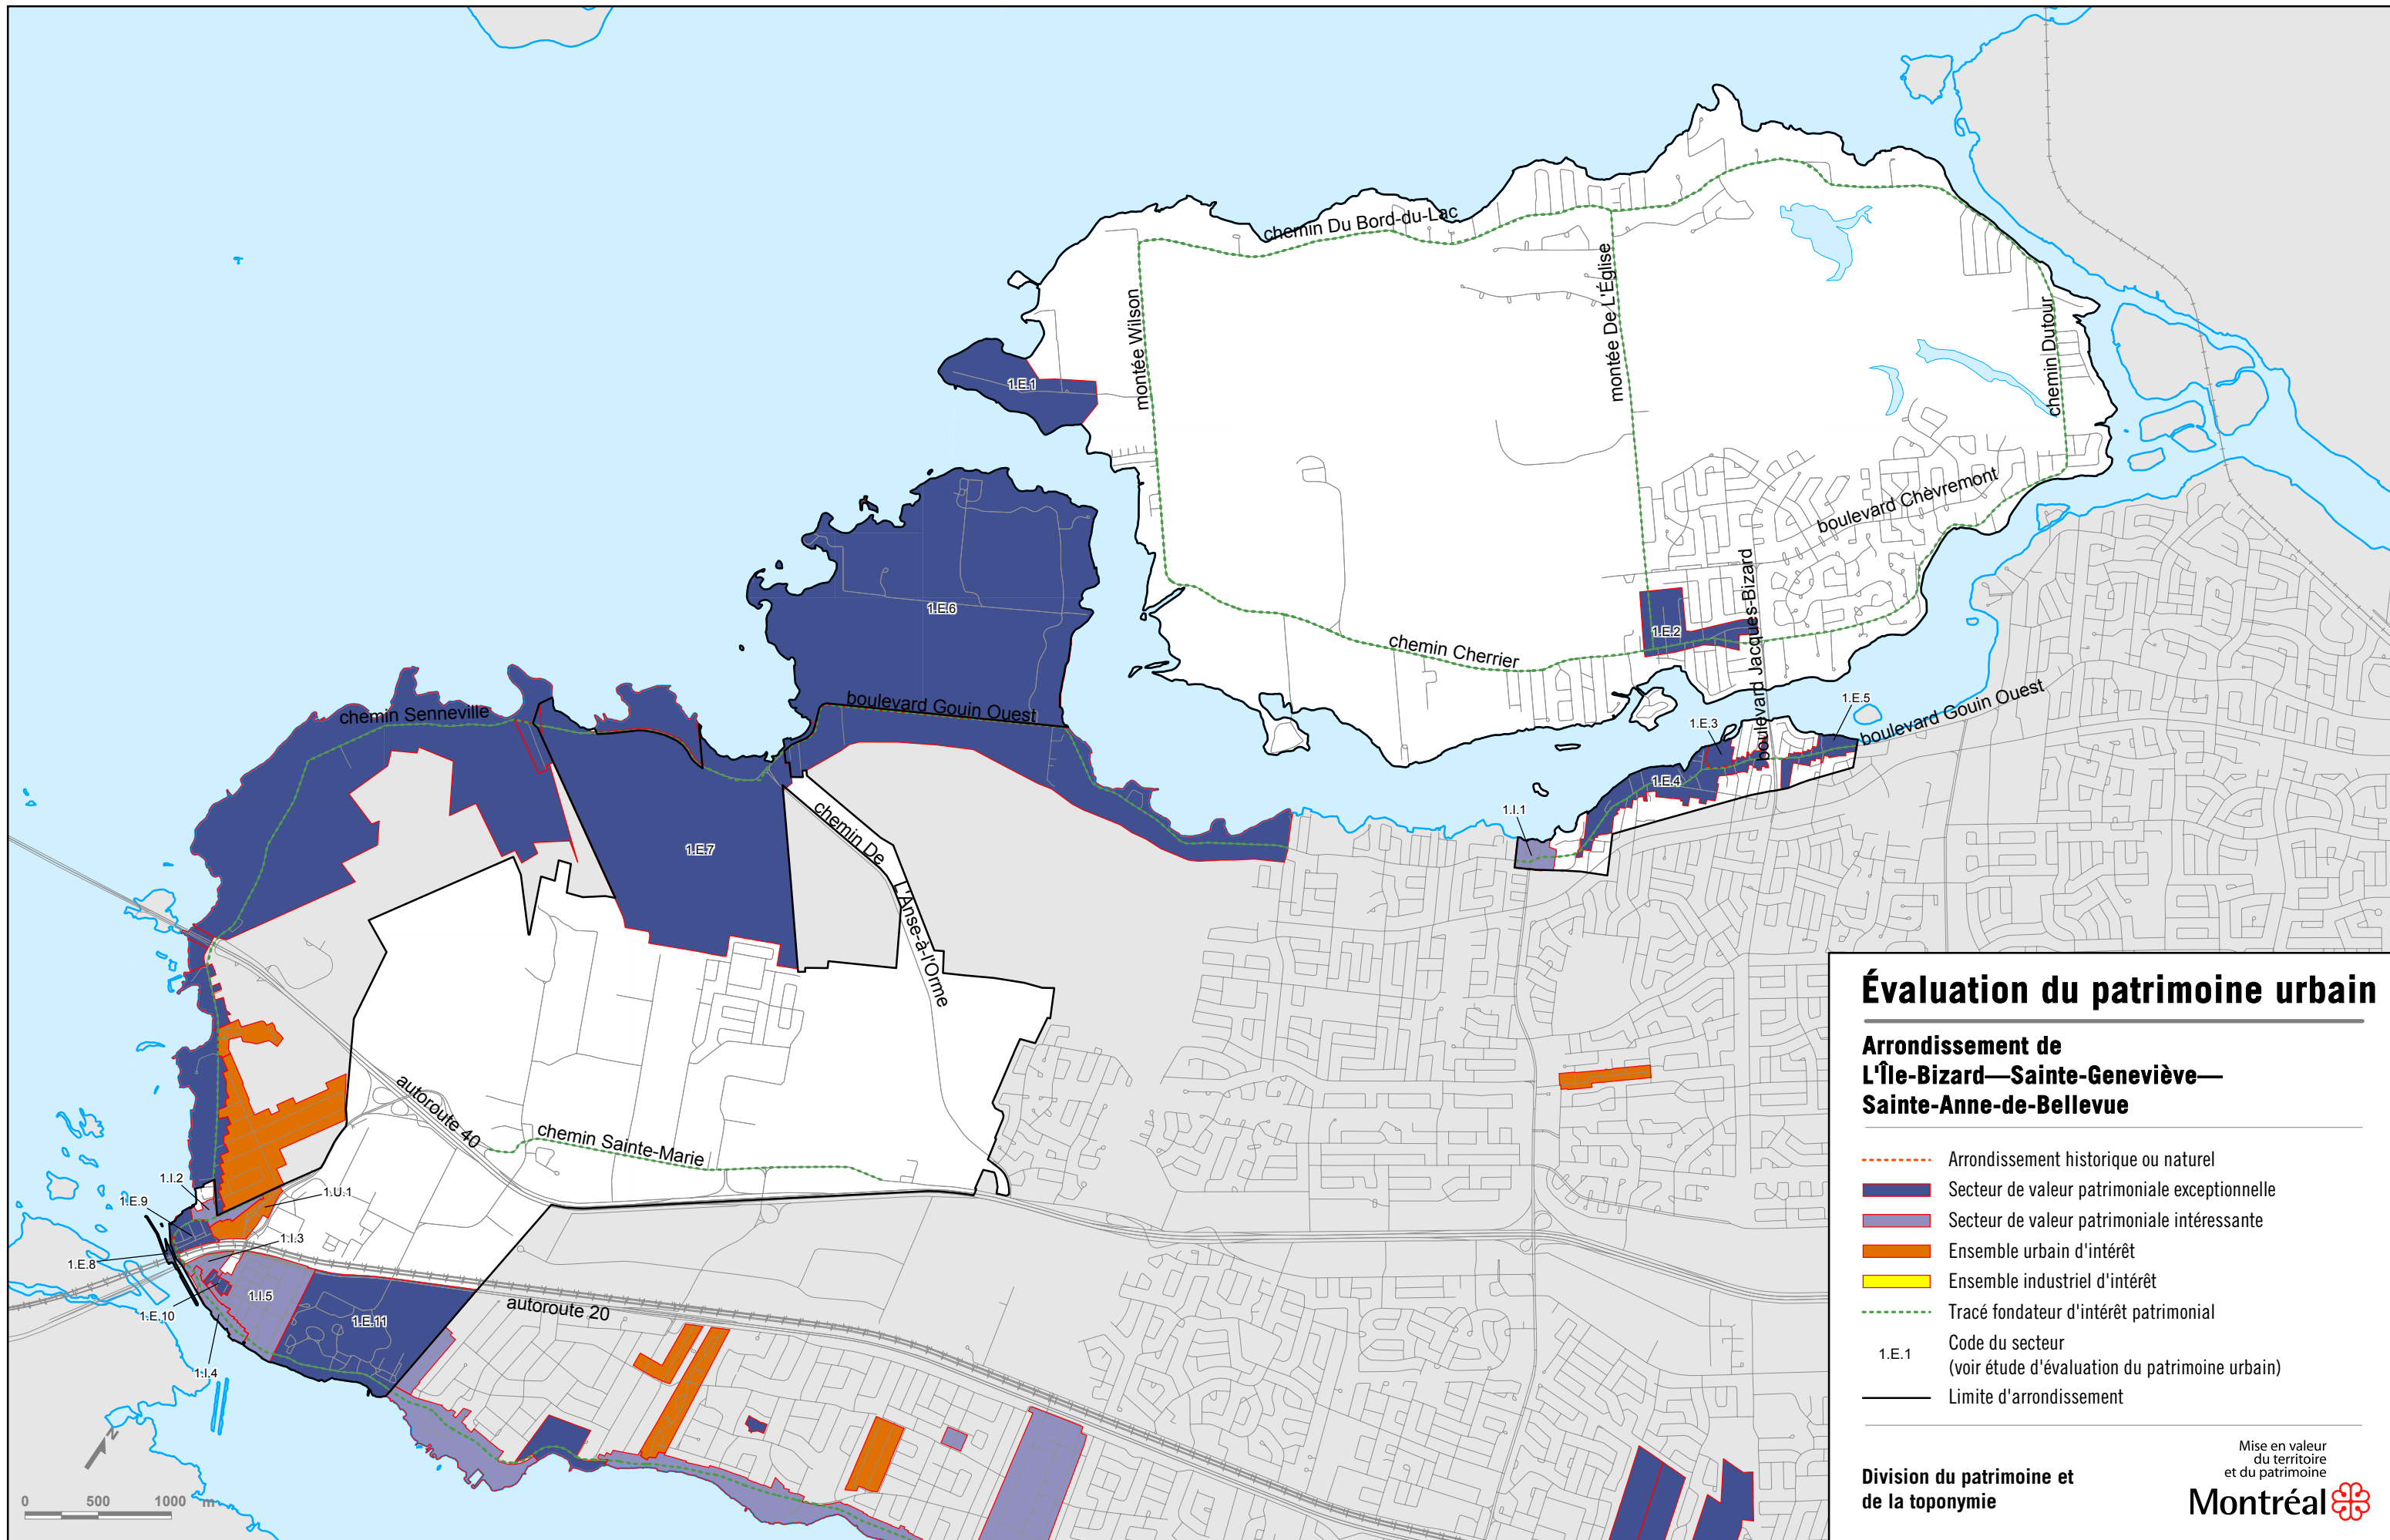 chemin Du Bord-du-Lac
montée Wilson
montée De L'Église
chemin Dutour
1.E.1
boulevard Chèvremont
boulevard Jacques-Bizard
1.E.6
1.E.2
chemin Cherrier
chemin Senneville
boulevard Gouin Ouest
1.E.5
1.E.3
boulevard Gouin Ouest
1.E.4
1.I.1
1.E.7
chemin De
L'Anse-à-l'Orme
autoroute 40
chemin Sainte-Marie
1.I.2
1.E.9
1.U.1
1.I.3
1.E.8
1.I.5
1.E.10
1.E.11
autoroute 20
1.I.4
N
0 500 1000 m
Évaluation du patrimoine urbain
Arrondissement de
L'Île-Bizard—Sainte-Geneviève—
Sainte-Anne-de-Bellevue
Arrondissement historique ou naturel
Secteur de valeur patrimoniale exceptionnelle
Secteur de valeur patrimoniale intéressante
Ensemble urbain d'intérêt
Ensemble industriel d'intérêt
Tracé fondateur d'intérêt patrimonial
1.E.1 Code du secteur
(voir étude d'évaluation du patrimoine urbain)
Limite d'arrondissement
Division du patrimoine et
de la toponymie
Mise en valeur
du territoire
et du patrimoine
Montréal